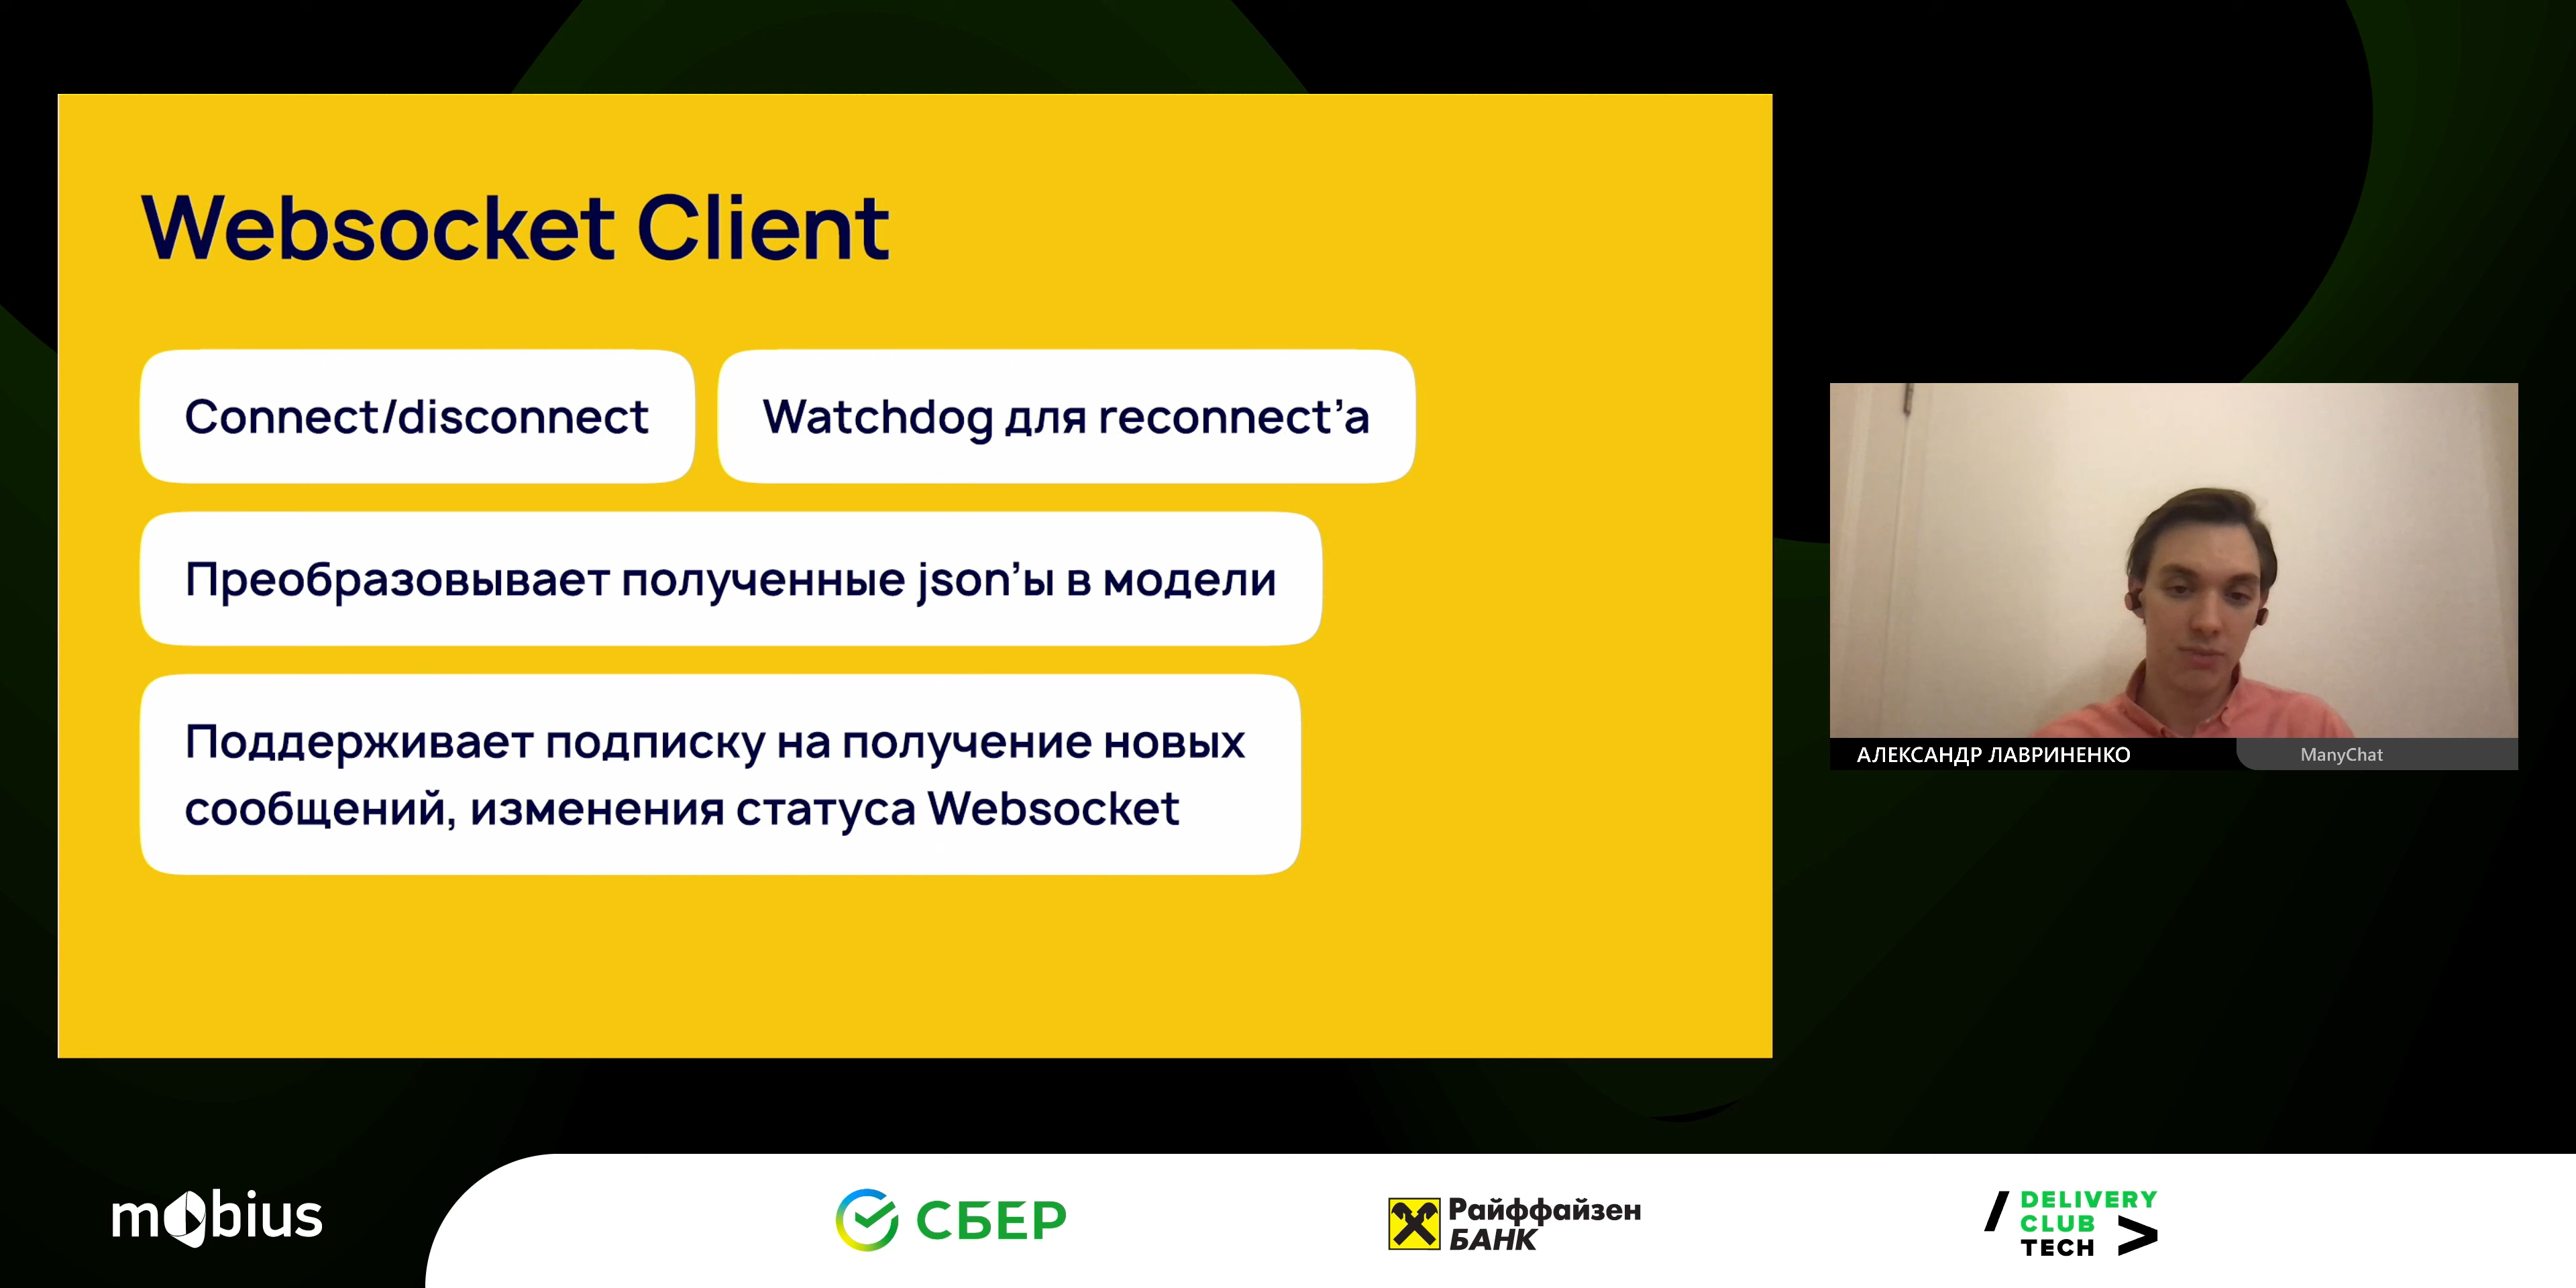 Websocket Client
Connect/disconnect
Watchdog для reconnect’а
Преобразовывает полученные json’ы в модели
Поддерживает подписку на получение новых
сообщений, изменения статуса Websocket
АЛЕКСАНДР ЛАВРИНЕНКО
ManyChat
mobius
СБЕР
Райффайзен
БАНК
DELIVERY
CLUB
TECH